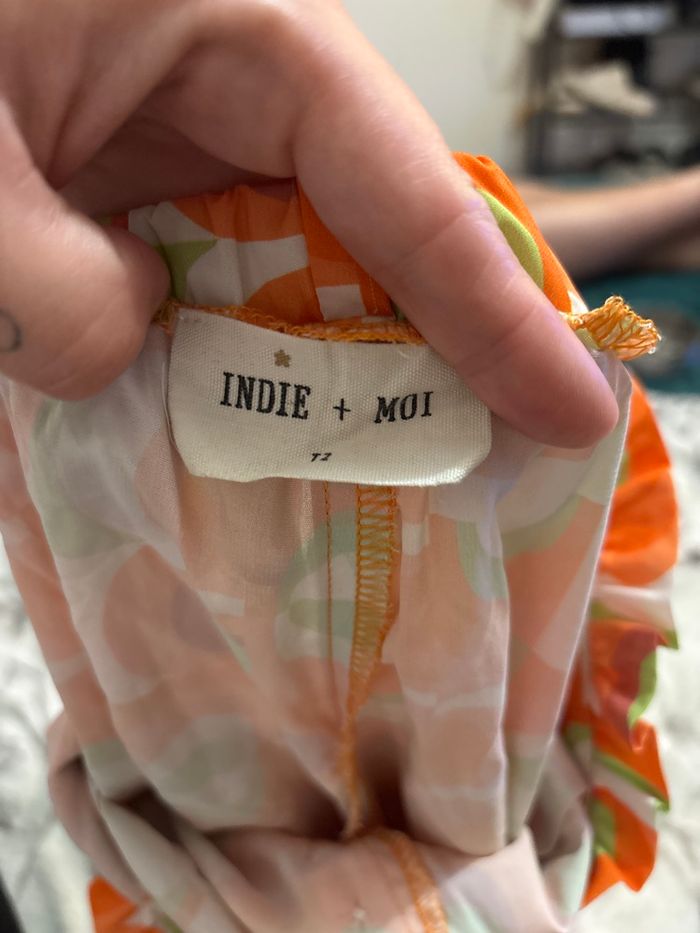 INDIE + MOI
T2